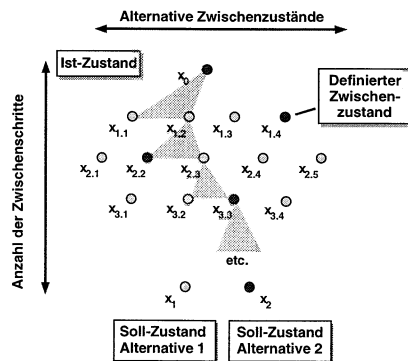 Alternative Zwischenzustände
Ist-Zustand
x0
Definierter
Zwischen-
zustand
x1.1 x1.2 x1.3 x1.4
x2.1 x2.2 x2.3 x2.4 x2.5
x3.1 x3.2 x3.3 x3.4
etc.
Anzahl der Zwischenschritte
x1 x2
Soll-Zustand
Alternative 1
Soll-Zustand
Alternative 2